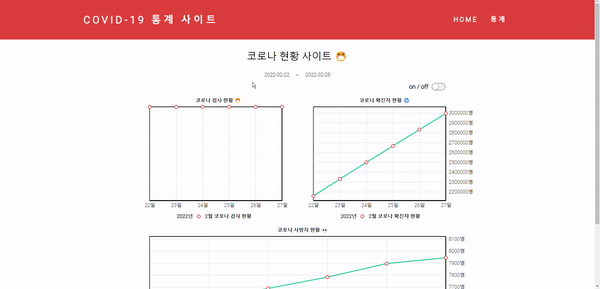 COVID-19 통계 사이트
HOME 통계
코로나 현황 사이트 😷
2022-02-22 ~ 2022-02-28
on / off
코로나 검사 현황 😷
22일 23일 24일 25일 26일 27일
2022년 2월 코로나 검사 현황
코로나 확진자 현황
3000000명
2900000명
2800000명
2700000명
2600000명
2500000명
2400000명
2300000명
2200000명
22일 23일 24일 25일 26일 27일
2022년 2월 코로나 확진자 현황
코로나 사망자 현황
8100명
8000명
7900명
7800명
7700명